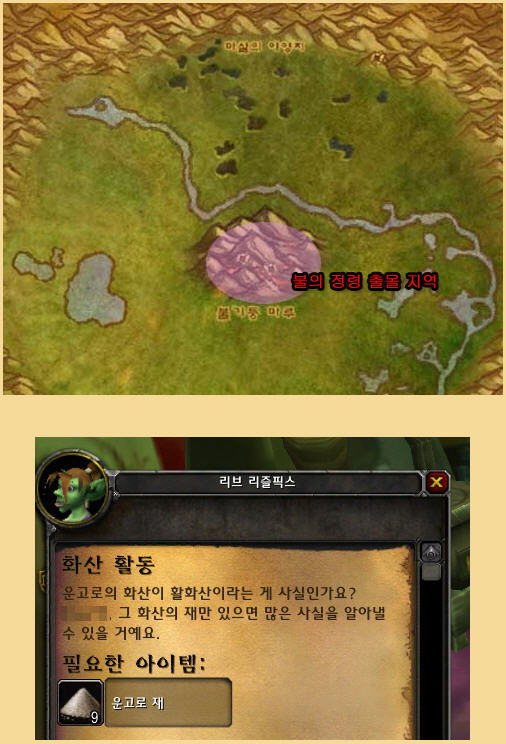 미살의 야영지
불의 정령 출몰 지역
불기둥 마루
리브 리즐픽스
화산 활동
운고로의 화산이 활화산이라는 게 사실인가요?
, 그 화산의 재만 있으면 많은 사실을 알아낼
수 있을 거예요.
필요한 아이템:
9
운고로 재